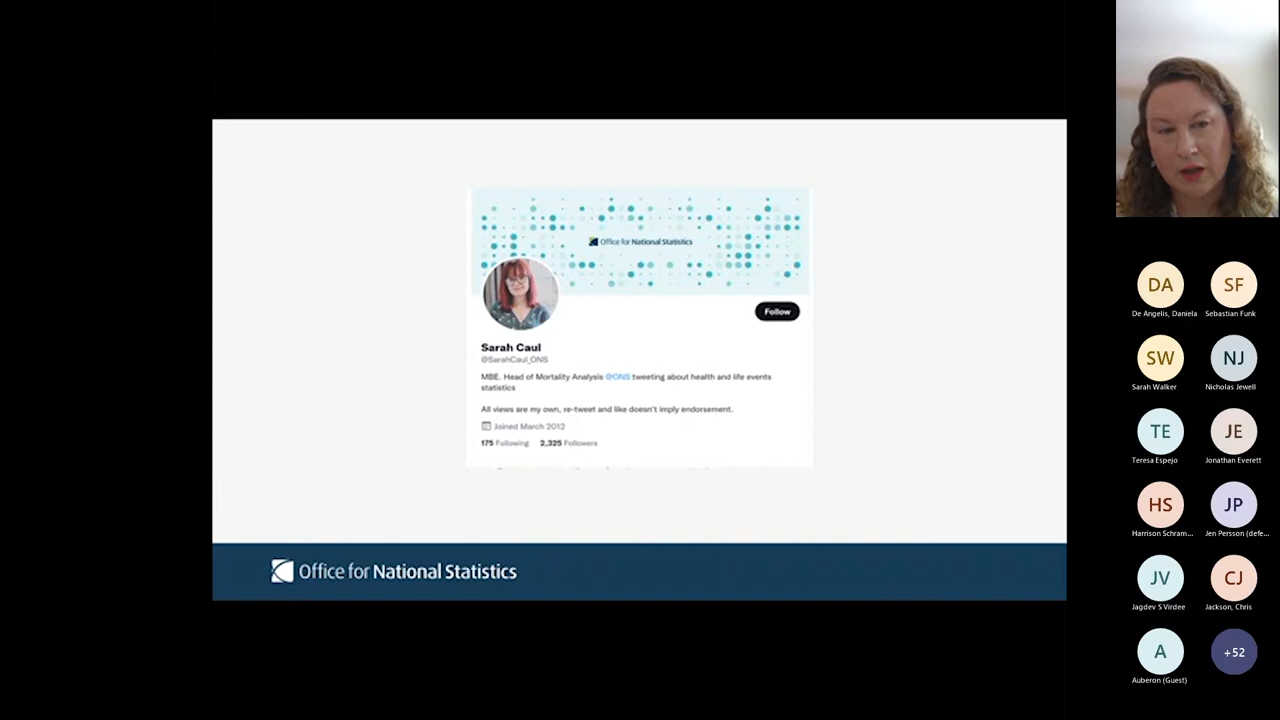 Office for National Statistics
Follow
Sarah Caul
@SarahCaul_ONS
MBE. Head of Mortality Analysis @ONS tweeting about health and life events
statistics
All views are my own, re-tweet and like doesn't imply endorsement.
Joined March 2012
175 Following 2,325 Followers
Office for National Statistics
DA SF
De Angelis, Daniela Sebastian Funk
SW NJ
Sarah Walker Nicholas Jewell
TE JE
Teresa Espejo Jonathan Everett
HS JP
Harrison Schram... Jen Persson (defe...
JV CJ
Jagdev S Virdee Jackson, Chris
A +52
Auberon (Guest)